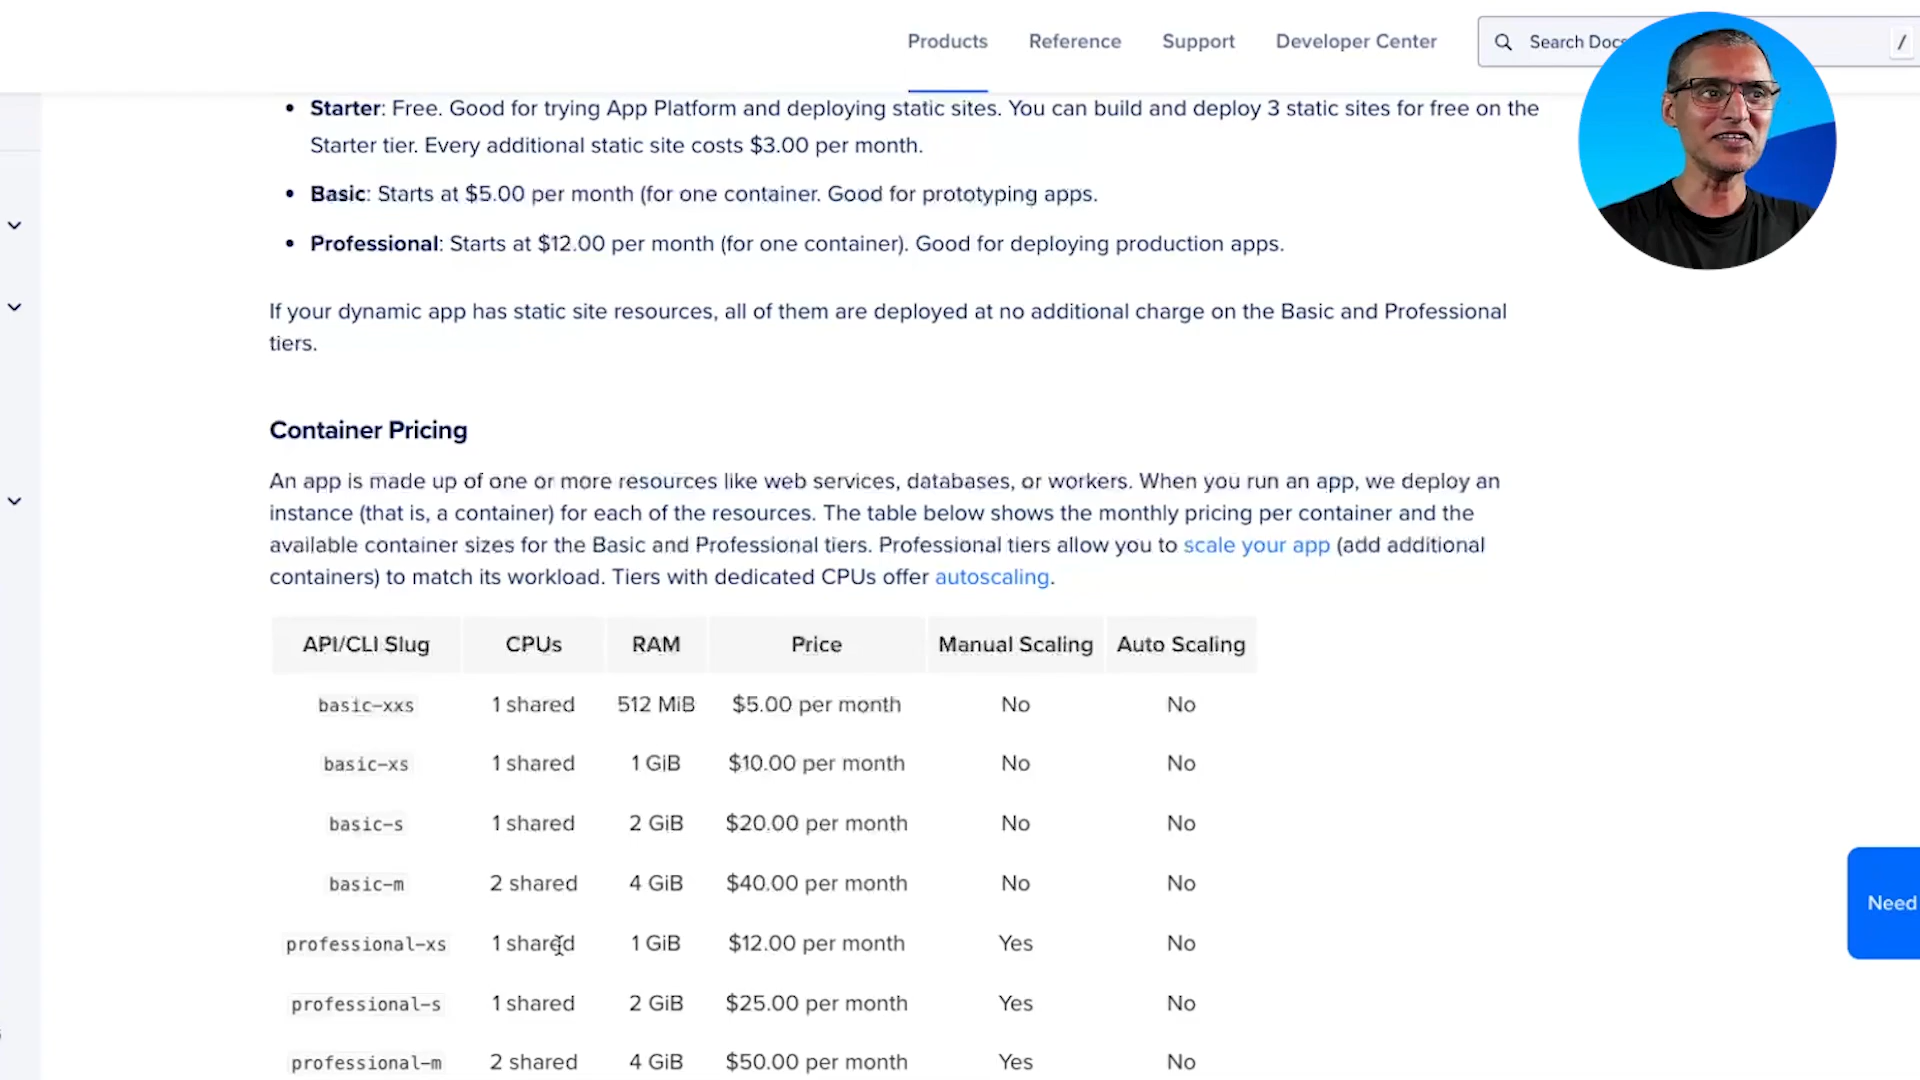 Products Reference Support Developer Center Search Docs /
• Starter: Free. Good for trying App Platform and deploying static sites. You can build and deploy 3 static sites for free on the
Starter tier. Every additional static site costs $3.00 per month.
• Basic: Starts at $5.00 per month (for one container. Good for prototyping apps.
• Professional: Starts at $12.00 per month (for one container). Good for deploying production apps.
If your dynamic app has static site resources, all of them are deployed at no additional charge on the Basic and Professional
tiers.
Container Pricing
An app is made up of one or more resources like web services, databases, or workers. When you run an app, we deploy an
instance (that is, a container) for each of the resources. The table below shows the monthly pricing per container and the
available container sizes for the Basic and Professional tiers. Professional tiers allow you to scale your app (add additional
containers) to match its workload. Tiers with dedicated CPUs offer autoscaling.
API/CLI Slug CPUs RAM Price Manual Scaling Auto Scaling
basic-xxs 1 shared 512 MiB $5.00 per month No No
basic-xs 1 shared 1 GiB $10.00 per month No No
basic-s 1 shared 2 GiB $20.00 per month No No
basic-m 2 shared 4 GiB $40.00 per month No No
Need
professional-xs 1 shared 1 GiB $12.00 per month Yes No
professional-s 1 shared 2 GiB $25.00 per month Yes No
professional-m 2 shared 4 GiB $50.00 per month Yes No